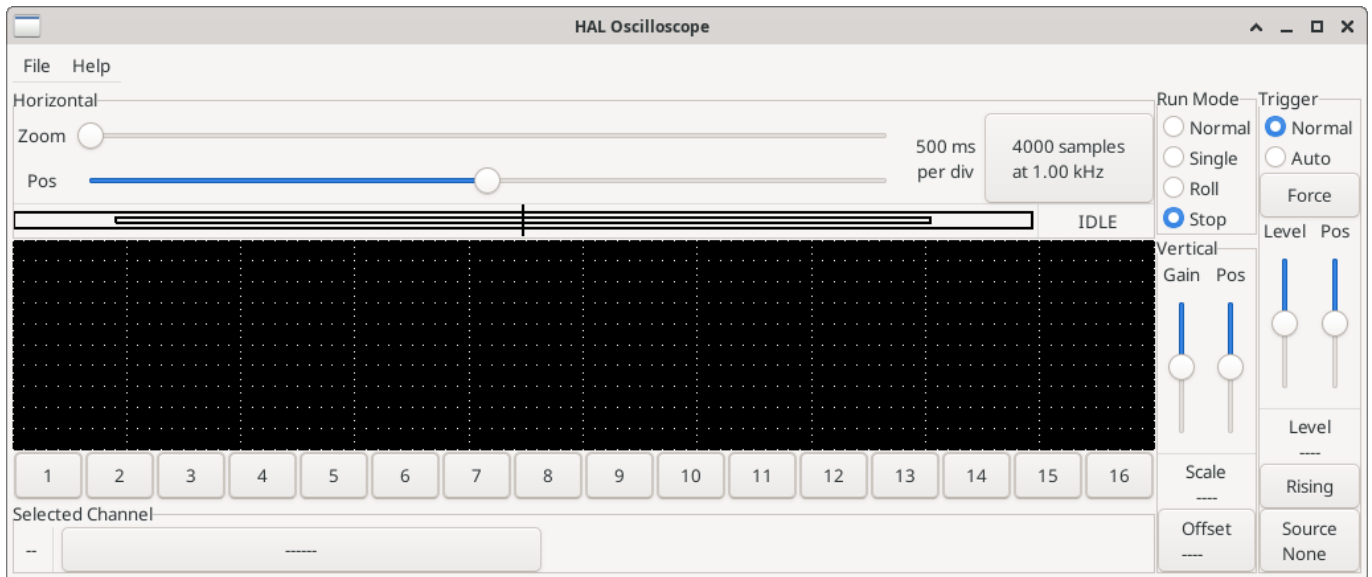 HAL Oscilloscope
File Help
Horizontal
Zoom
Pos
500 ms
per div
4000 samples
at 1.00 kHz
IDLE
Run Mode
Normal
Single
Roll
Stop
Trigger
Normal
Auto
Force
Level Pos
Vertical
Gain Pos
Level
----
Scale
----
Rising
Offset
----
Source
None
1 2 3 4 5 6 7 8 9 10 11 12 13 14 15 16
Selected Channel
-- ------